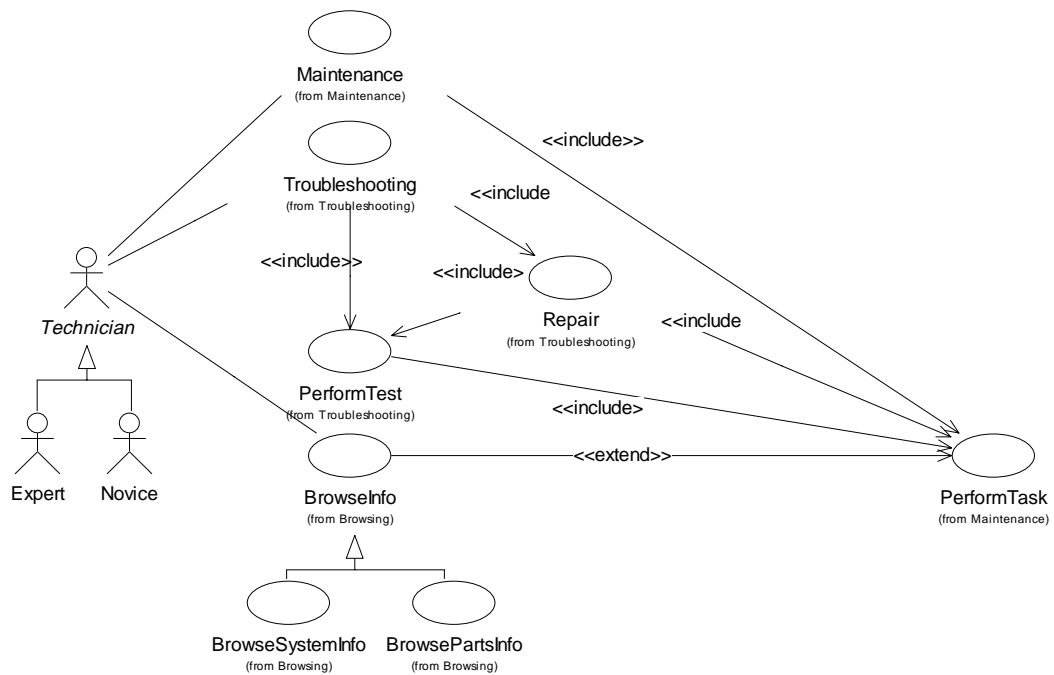 Maintenance
(from Maintenance)
<<include>>
Troubleshooting
(from Troubleshooting)
<<include
<<include>>
<<include>
Technician
Repair
(from Troubleshooting)
<<include
PerformTest
(from Troubleshooting)
<<include>
Expert
Novice
BrowseInfo
(from Browsing)
<<extend>>
PerformTask
(from Maintenance)
BrowseSystemInfo
(from Browsing)
BrowsePartsInfo
(from Browsing)